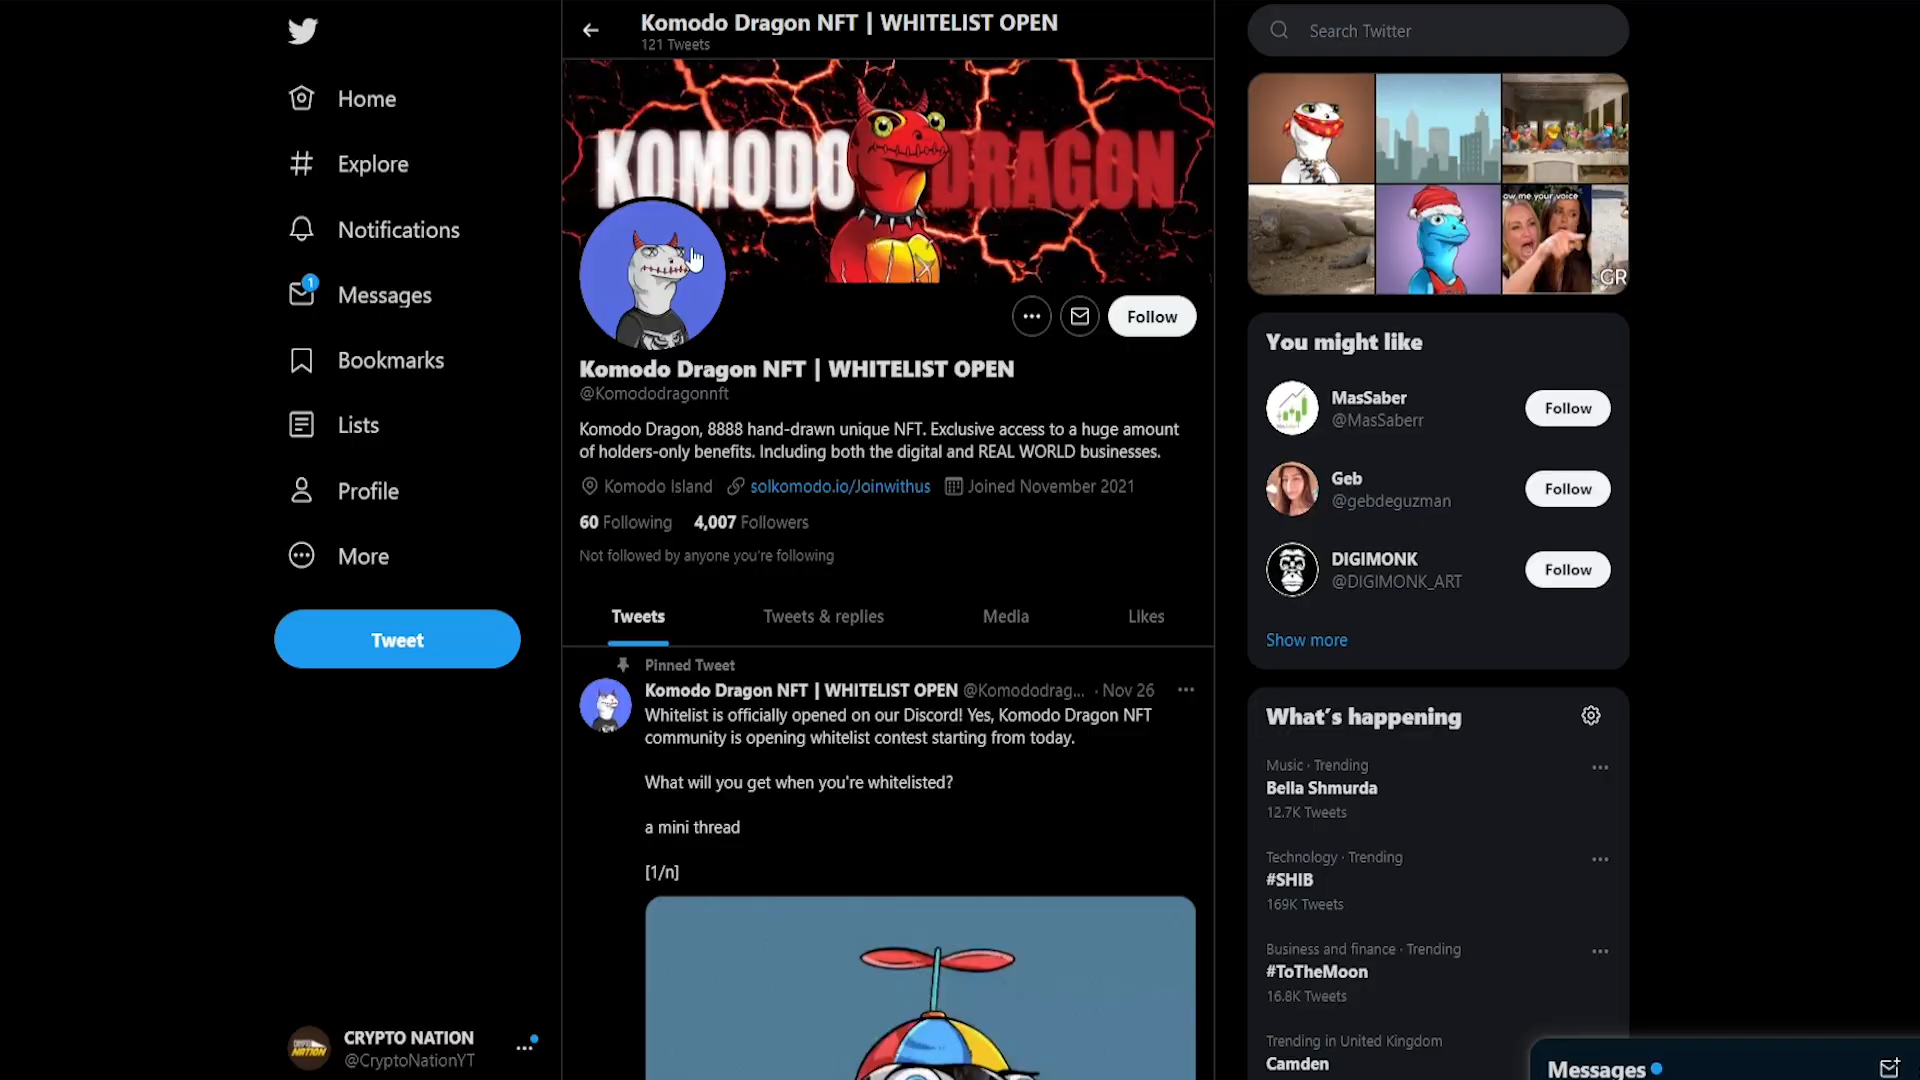 Home
Explore
Notifications
1
Messages
Bookmarks
Lists
Profile
More
Tweet
CRYPTO NATION
@CryptoNationYT
Komodo Dragon NFT | WHITELIST OPEN
121 Tweets
KOMODO DRAGON
Follow
Komodo Dragon NFT | WHITELIST OPEN
@Komododragonnft
Komodo Dragon, 8888 hand-drawn unique NFT. Exclusive access to a huge amount
of holders-only benefits. Including both the digital and REAL WORLD businesses.
Komodo Island solkomodo.io/Joinwithus Joined November 2021
60 Following 4,007 Followers
Not followed by anyone you're following
Tweets Tweets & replies Media Likes
Pinned Tweet
Komodo Dragon NFT | WHITELIST OPEN @Komododrag... · Nov 26
Whitelist is officially opened on our Discord! Yes, Komodo Dragon NFT
community is opening whitelist contest starting from today.
What will you get when you're whitelisted?
a mini thread
[1/n]
Search Twitter
ow me your voice
GR
You might like
MasSaber
@MasSaberr
Follow
Geb
@gebdeguzman
Follow
DIGIMONK
@DIGIMONK_ART
Follow
Show more
What's happening
Music · Trending
Bella Shmurda
12.7K Tweets
Technology · Trending
#SHIB
169K Tweets
Business and finance · Trending
#ToTheMoon
16.8K Tweets
Trending in United Kingdom
Camden
Messages